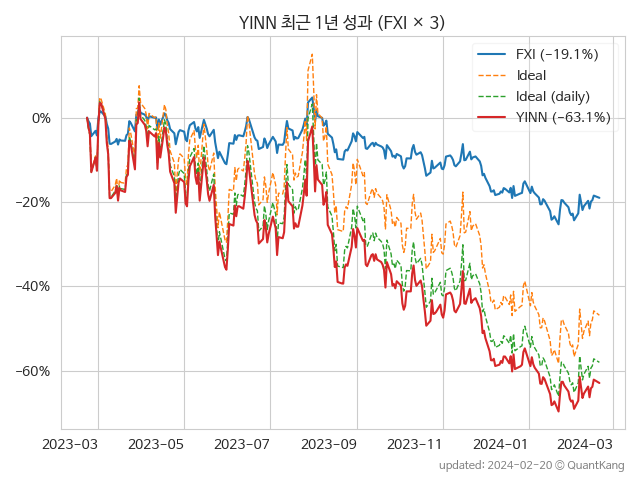 YINN 최근 1년 성과 (FXI × 3)
FXI (−19.1%)
Ideal
Ideal (daily)
YINN (−63.1%)
0%
−20%
−40%
−60%
2023-03 2023-05 2023-07 2023-09 2023-11 2024-01 2024-03
updated: 2024-02-20 © QuantKang